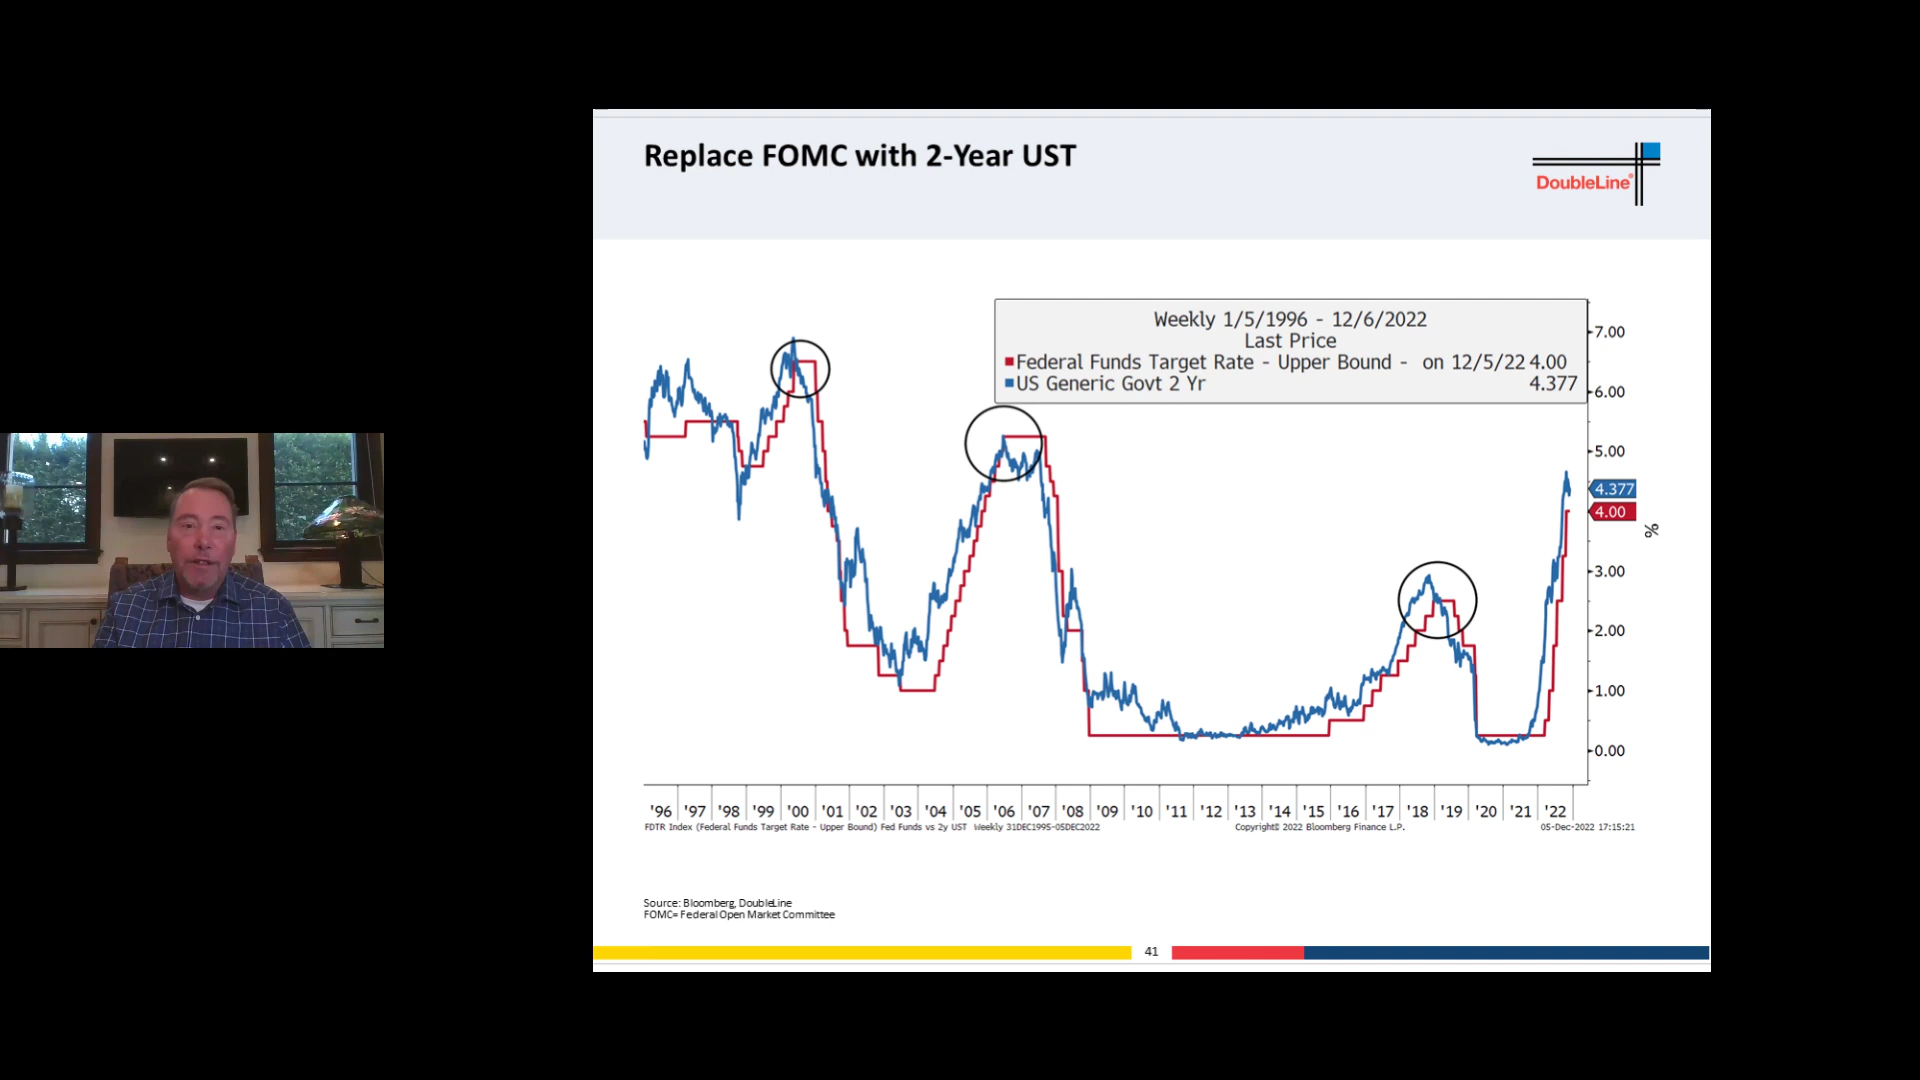 Replace FOMC with 2-Year UST
DoubleLine®
Weekly 1/5/1996 - 12/6/2022
Last Price
Federal Funds Target Rate - Upper Bound - on 12/5/22 4.00
US Generic Govt 2 Yr 4.377
7.00
6.00
5.00
4.377
4.00
%
3.00
2.00
1.00
0.00
'96 '97 '98 '99 '00 '01 '02 '03 '04 '05 '06 '07 '08 '09 '10 '11 '12 '13 '14 '15 '16 '17 '18 '19 '20 '21 '22
FDTR Index (Federal Funds Target Rate - Upper Bound) Fed Funds vs 2y UST Weekly 31DEC1995-05DEC2022 Copyright© 2022 Bloomberg Finance L.P. 05-Dec-2022 17:15:21
Source: Bloomberg, DoubleLine
FOMC= Federal Open Market Committee
41